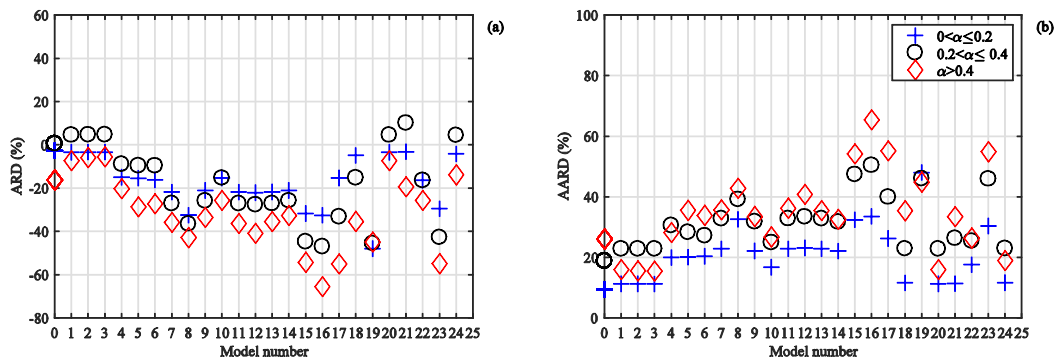 (a)
60
40
20
0
-20
-40
-60
-80
ARD (%)
0 1 2 3 4 5 6 7 8 9 10 11 12 13 14 15 16 17 18 19 20 21 22 23 24 25
Model number
(b)
100
80
60
40
20
0
AARD (%)
0<α≤0.2
0.2<α≤ 0.4
α>0.4
0 1 2 3 4 5 6 7 8 9 10 11 12 13 14 15 16 17 18 19 20 21 22 23 24 25
Model number